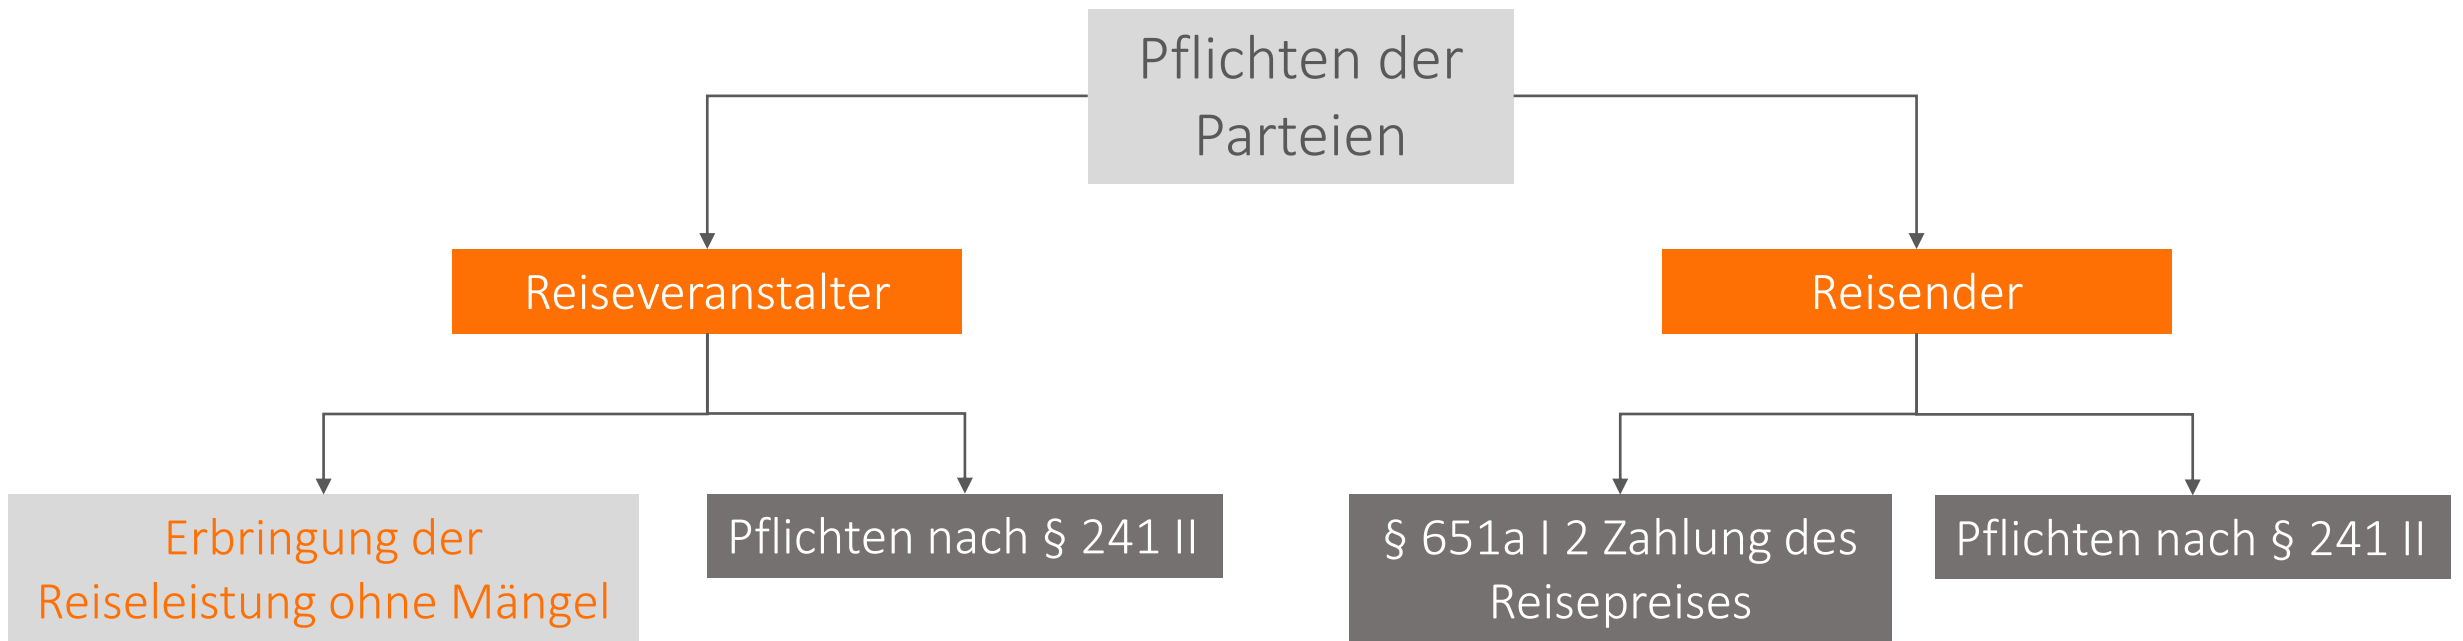 Pflichten der
Parteien
Reiseveranstalter
Reisender
Erbringung der
Reiseleistung ohne Mängel
Pflichten nach § 241 II
§ 651a I 2 Zahlung des
Reisepreises
Pflichten nach § 241 II